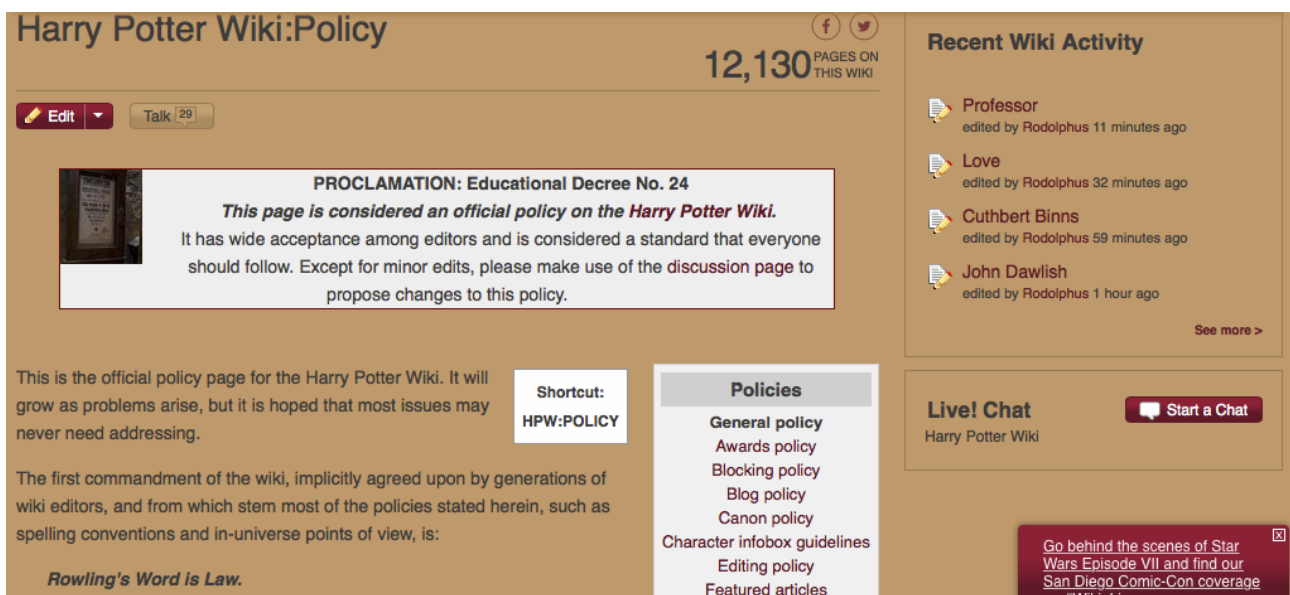 Harry Potter Wiki:Policy
12,130 PAGES ON
THIS WIKI
Edit
Talk 29
PROCLAMATION: Educational Decree No. 24
This page is considered an official policy on the Harry Potter Wiki.
It has wide acceptance among editors and is considered a standard that everyone
should follow. Except for minor edits, please make use of the discussion page to
propose changes to this policy.
This is the official policy page for the Harry Potter Wiki. It will
grow as problems arise, but it is hoped that most issues may
never need addressing.
Shortcut:
HPW:POLICY
The first commandment of the wiki, implicitly agreed upon by generations of
wiki editors, and from which stem most of the policies stated herein, such as
spelling conventions and in-universe points of view, is:
Rowling's Word is Law.
Policies
General policy
Awards policy
Blocking policy
Blog policy
Canon policy
Character infobox guidelines
Editing policy
Featured articles
Recent Wiki Activity
Professor
edited by Rodolphus 11 minutes ago
Love
edited by Rodolphus 32 minutes ago
Cuthbert Binns
edited by Rodolphus 59 minutes ago
John Dawlish
edited by Rodolphus 1 hour ago
See more >
Live! Chat
Start a Chat
Harry Potter Wiki
Go behind the scenes of Star
Wars Episode VII and find our
San Diego Comic-Con coverage